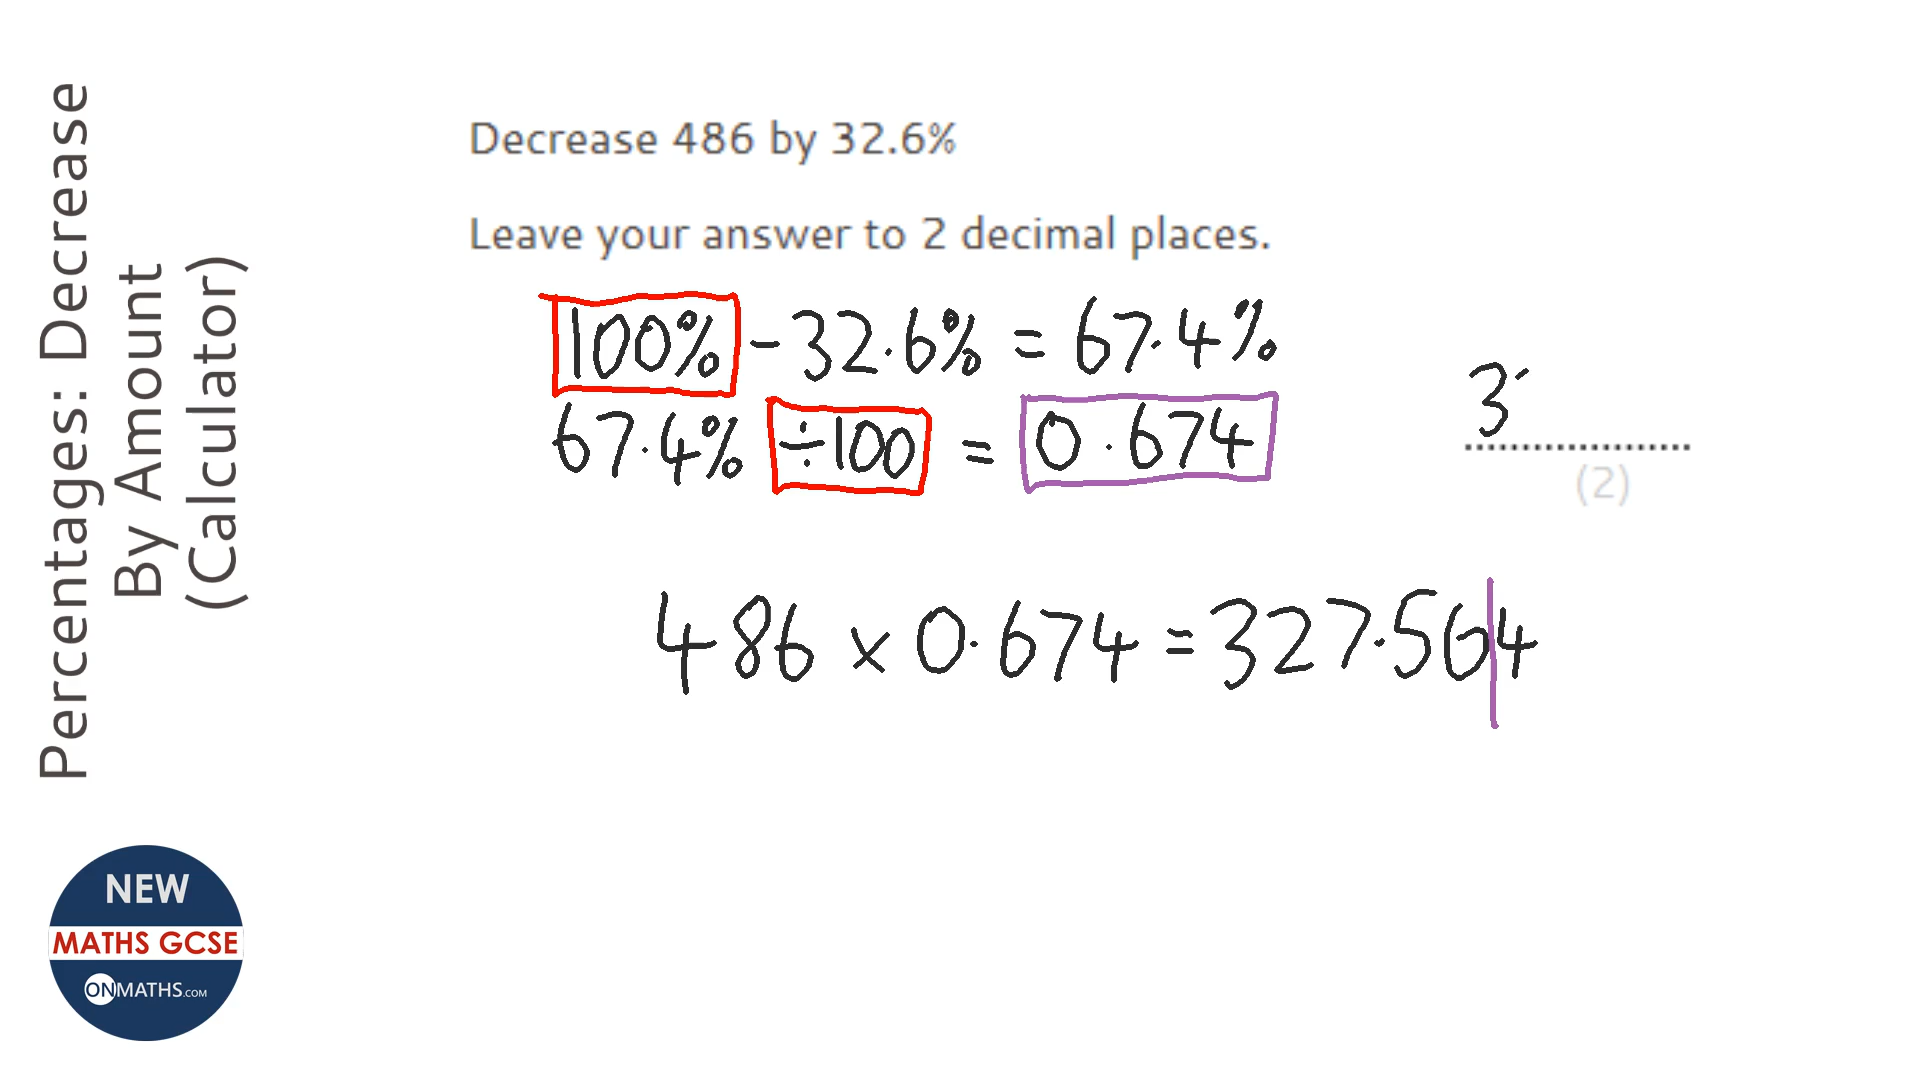 Percentages: Decrease
By Amount
(Calculator)
Decrease 486 by 32.6%
Leave your answer to 2 decimal places.
100% - 32.6% = 67.4%
67.4% ÷100 = 0.674
3
(2)
486 × 0.674 = 327.564
NEW
MATHS GCSE
ONMATHS.COM